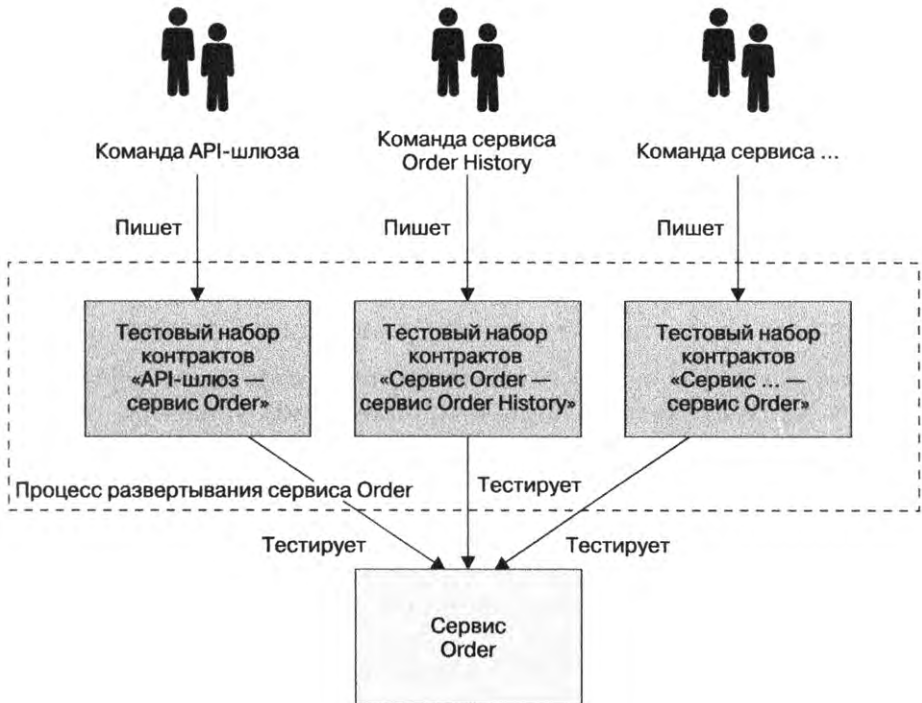 Команда API-шлюза
Команда сервиса
Order History
Команда сервиса ...
Пишет
Пишет
Пишет
Тестовый набор
контрактов
«API-шлюз —
сервис Order»
Тестовый набор
контрактов
«Сервис Order —
сервис Order History»
Тестовый набор
контрактов
«Сервис ... —
сервис Order»
Процесс развертывания сервиса Order
Тестирует
Тестирует
Тестирует
Сервис
Order